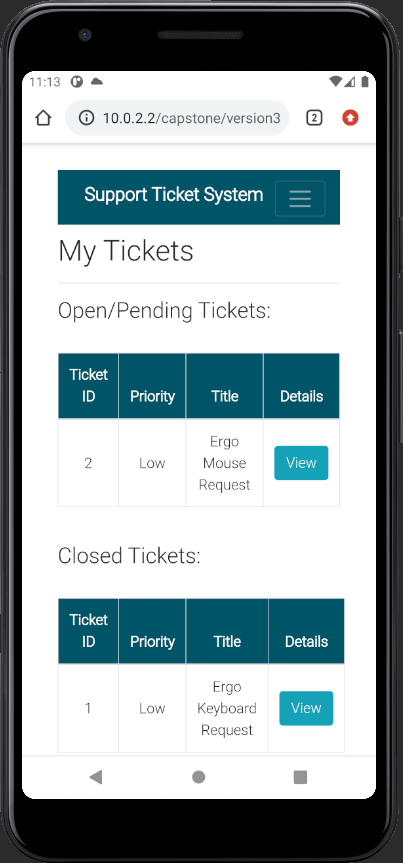 11:13
10.0.2.2/capstone/version3
2
Support Ticket System
My Tickets
Open/Pending Tickets:
Ticket ID Priority Title Details
2 Low Ergo Mouse Request View
Closed Tickets:
Ticket ID Priority Title Details
1 Low Ergo Keyboard Request View